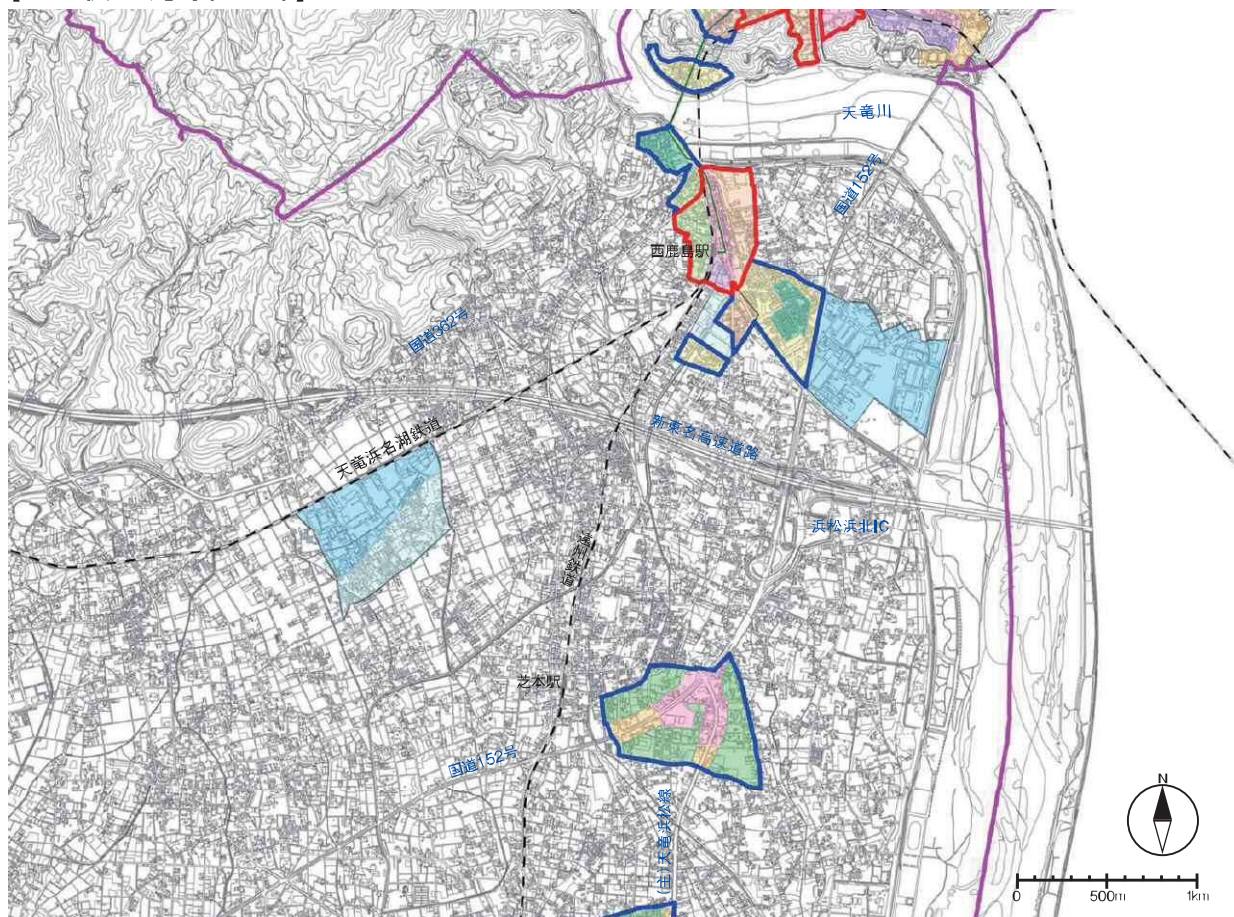 天竜川
国道152号
西鹿島駅
国道362号
新東名高速道路
天竜浜名湖鉄道
浜松浜北IC
遠州鉄道
芝本駅
国道152号
(主)天竜浜松線
N
0 500m 1km